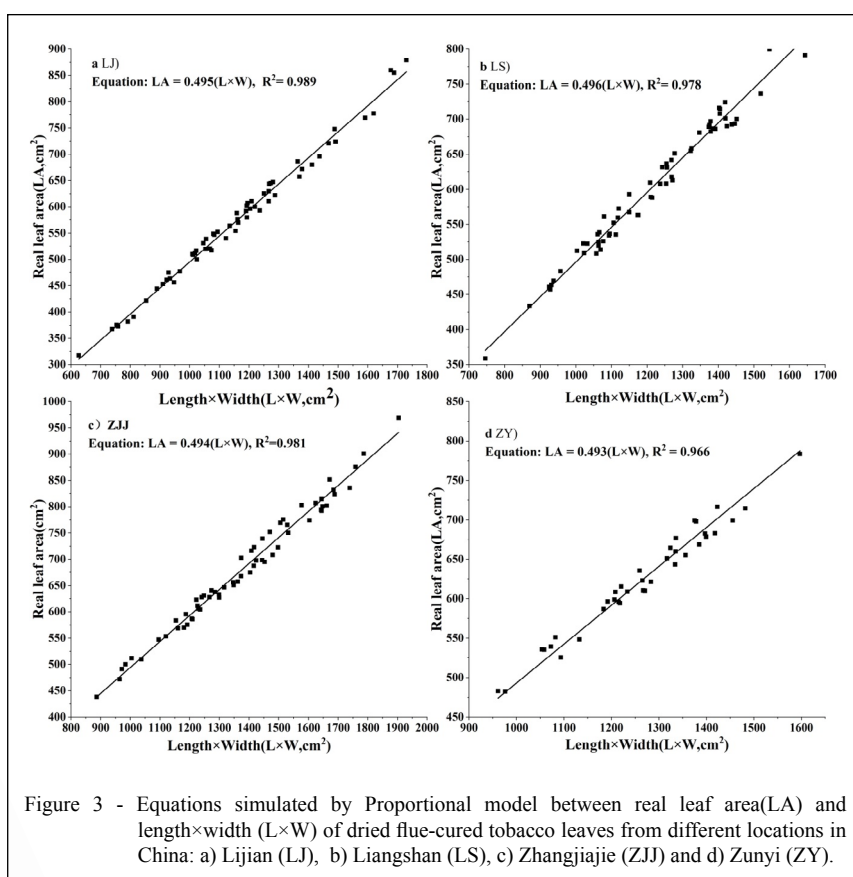 a LJ)
Equation: LA = 0.495(L×W), R²= 0.989
Real leaf area(LA,cm²)
900
850
800
750
700
650
600
550
500
450
400
350
300
600 700 800 900 1000 1100 1200 1300 1400 1500 1600 1700 1800
Length×Width(L×W,cm²)
b LS)
Equation: LA = 0.496(L×W), R²= 0.978
Real leaf area(LA,cm²)
800
750
700
650
600
550
500
450
400
350
700 800 900 1000 1100 1200 1300 1400 1500 1600 1700
Length×Width(L×W,cm²)
c）ZJJ
Equation: LA = 0.494(L×W), R²=0.981
Real leaf area(cm²)
1000
950
900
850
800
750
700
650
600
550
500
450
400
800 900 1000 1100 1200 1300 1400 1500 1600 1700 1800 1900 2000
Length×Width(L×W,cm²)
d ZY)
Equation: LA = 0.493(L×W), R² = 0.966
Real leaf area(LA,cm²)
850
800
750
700
650
600
550
500
450
900 1000 1100 1200 1300 1400 1500 1600
Length×Width(L×W,cm²)
Figure 3 - Equations simulated by Proportional model between real leaf area(LA) and
length×width (L×W) of dried flue-cured tobacco leaves from different locations in
China: a) Lijian (LJ), b) Liangshan (LS), c) Zhangjiajie (ZJJ) and d) Zunyi (ZY).